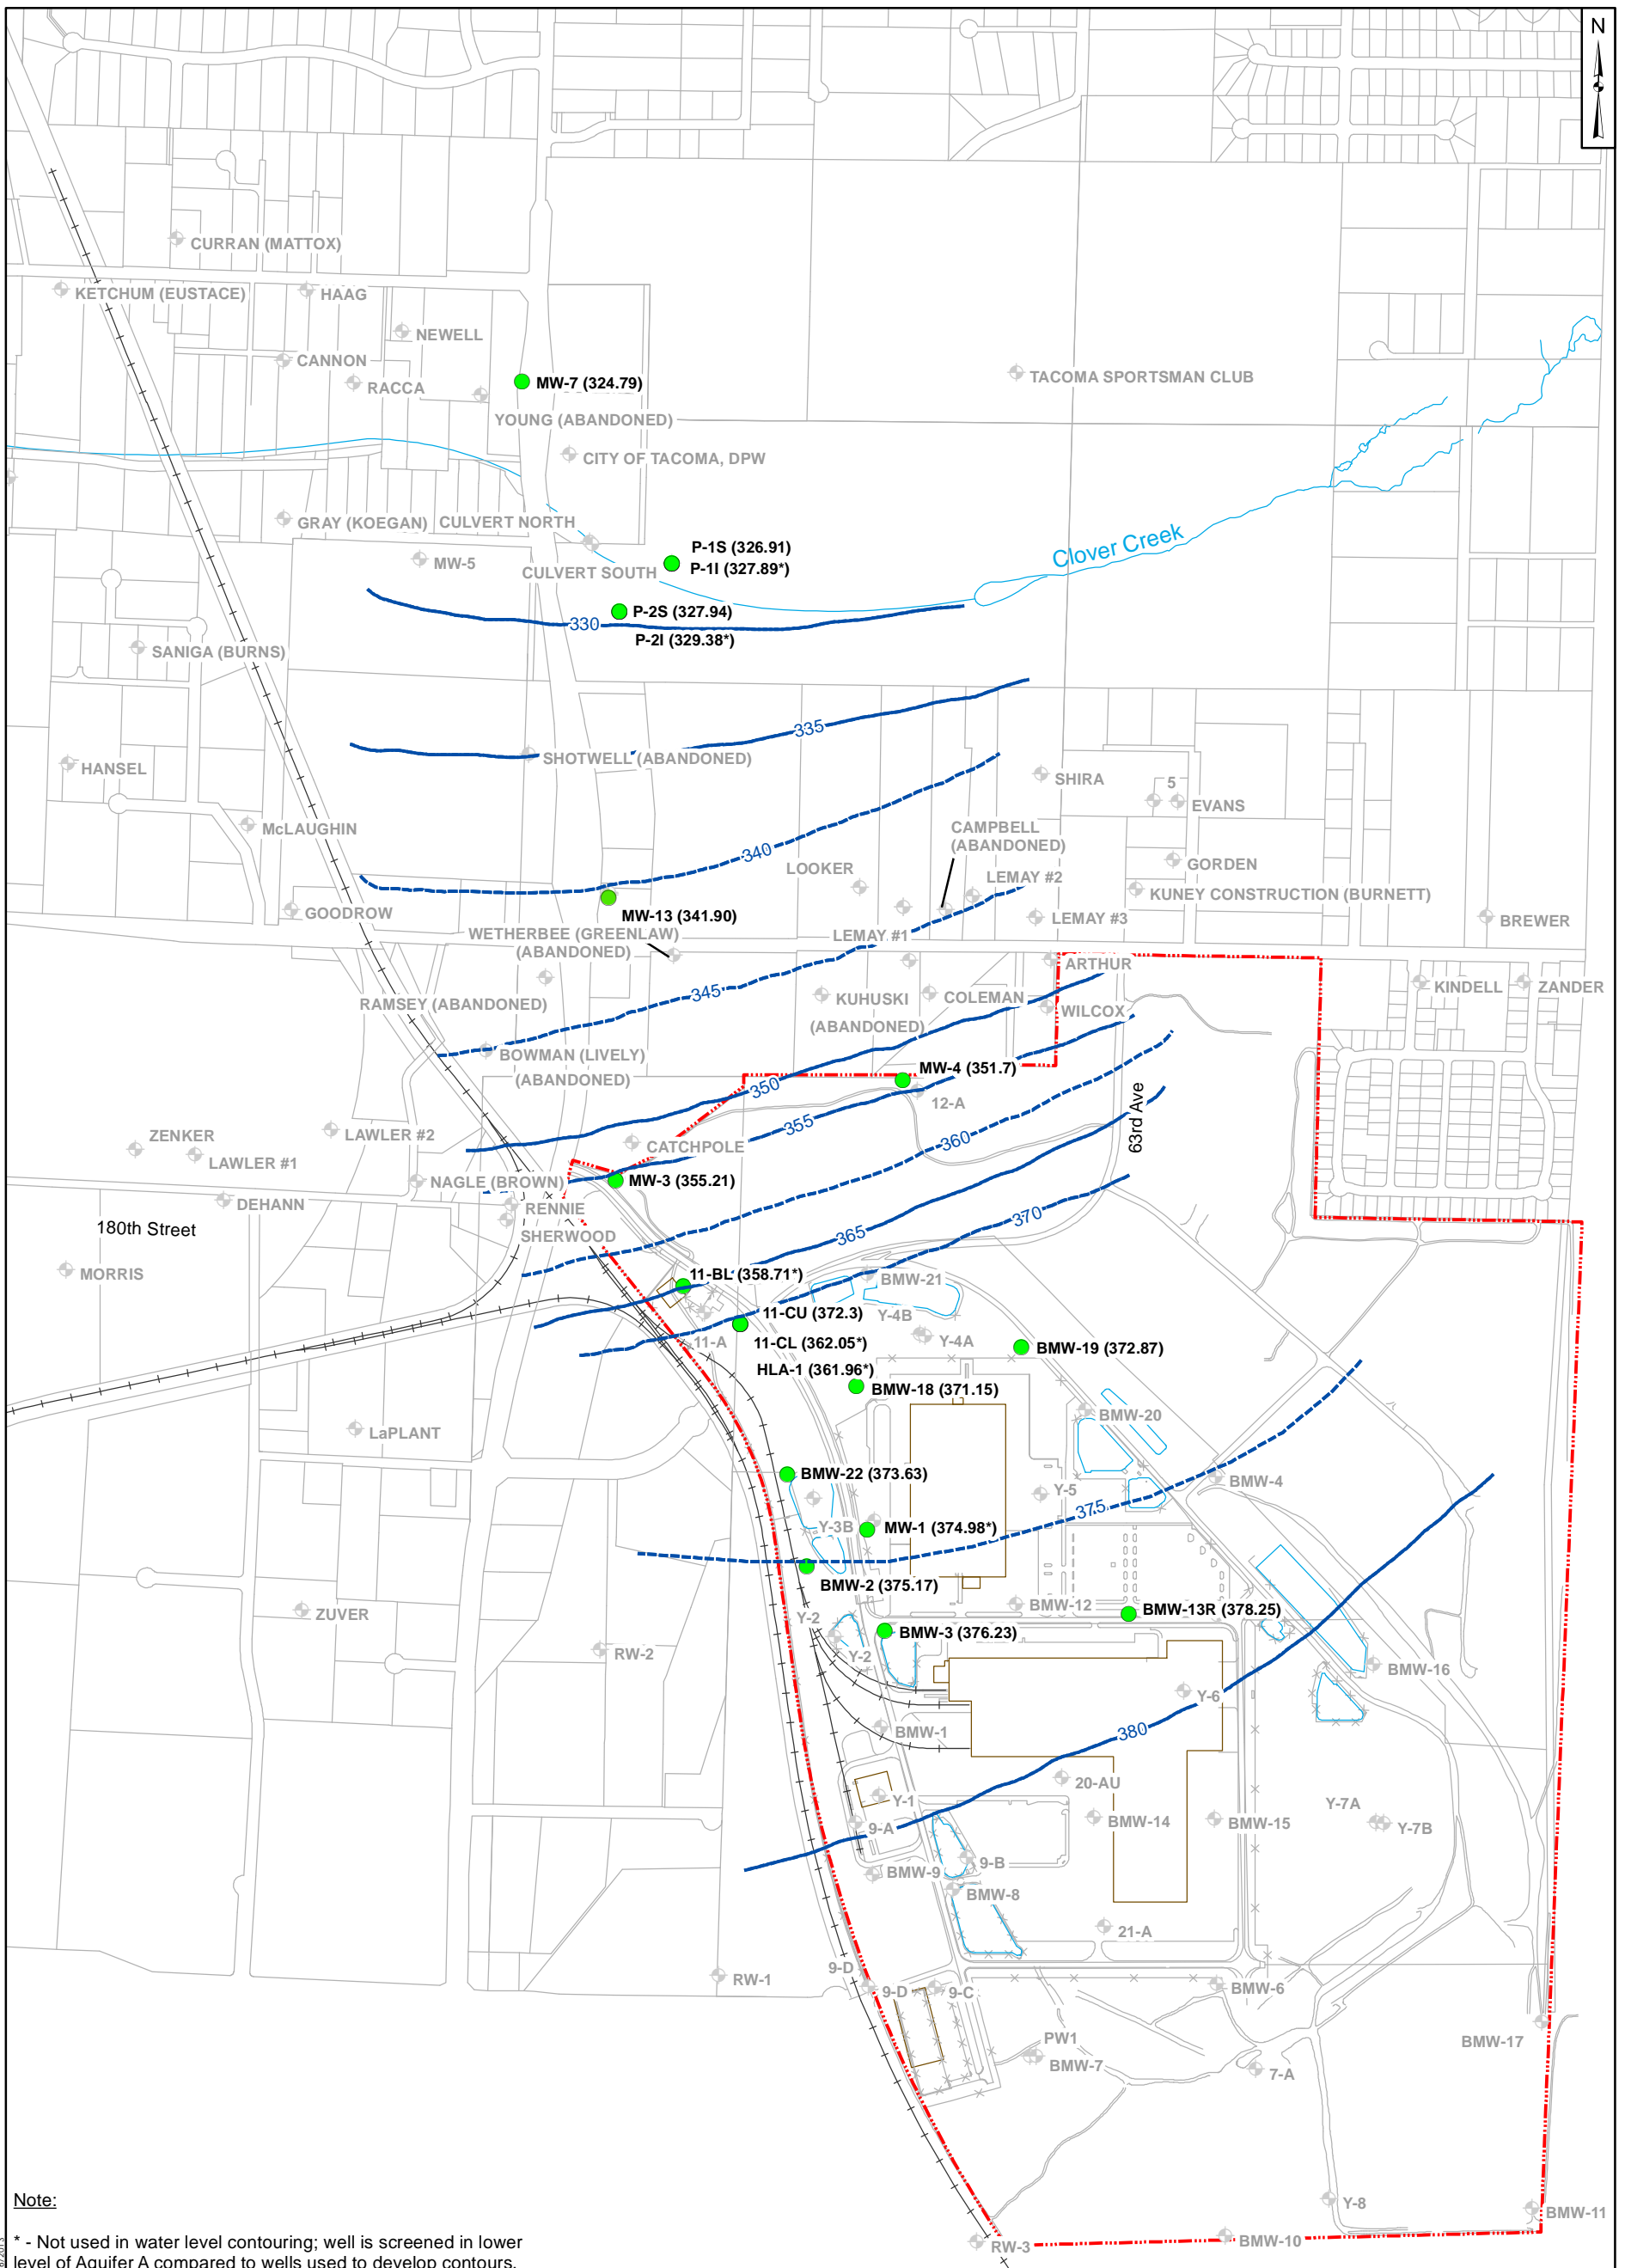 N
CURRAN (MATTOX)
KETCHUM (EUSTACE)
HAAG
NEWELL
CANNON
RACCA
MW-7 (324.79)
TACOMA SPORTSMAN CLUB
YOUNG (ABANDONED)
CITY OF TACOMA, DPW
GRAY (KOEGAN)
CULVERT NORTH
Clover Creek
P-1S (326.91)
MW-5
CULVERT SOUTH
P-1I (327.89*)
P-2S (327.94)
330
P-2I (329.38*)
SANIGA (BURNS)
335
SHOTWELL (ABANDONED)
HANSEL
SHIRA
5
EVANS
McLAUGHIN
CAMPBELL
(ABANDONED)
340
LOOKER
GORDEN
LEMAY #2
KUNEY CONSTRUCTION (BURNETT)
GOODROW
MW-13 (341.90)
LEMAY #3
BREWER
WETHERBEE (GREENLAW)
(ABANDONED)
LEMAY #1
ARTHUR
KINDELL
ZANDER
345
RAMSEY (ABANDONED)
KUHUSKI
(ABANDONED)
COLEMAN
WILCOX
BOWMAN (LIVELY)
(ABANDONED)
MW-4 (351.7)
350
12-A
355
63rd Ave
ZENKER
LAWLER #2
CATCHPOLE
360
LAWLER #1
NAGLE (BROWN)
MW-3 (355.21)
DEHANN
RENNIE
180th Street
SHERWOOD
365
370
MORRIS
11-BL (358.71*)
BMW-21
11-CU (372.3)
Y-4B
11-A
11-CL (362.05*)
Y-4A
BMW-19 (372.87)
HLA-1 (361.96*)
BMW-18 (371.15)
BMW-20
LaPLANT
BMW-22 (373.63)
BMW-4
Y-5
375
Y-3B
MW-1 (374.98*)
BMW-2 (375.17)
ZUVER
BMW-12
BMW-13R (378.25)
Y-2
BMW-3 (376.23)
RW-2
Y-2
BMW-16
Y-6
BMW-1
380
20-AU
Y-1
Y-7A
9-A
BMW-14
BMW-15
Y-7B
9-B
BMW-9
BMW-8
21-A
RW-1
9-D
9-D
9-C
BMW-6
PW1
BMW-17
BMW-7
7-A
Note:
Y-8
BMW-11
* - Not used in water level contouring; well is screened in lower
level of Aquifer A compared to wells used to develop contours.
RW-3
BMW-10